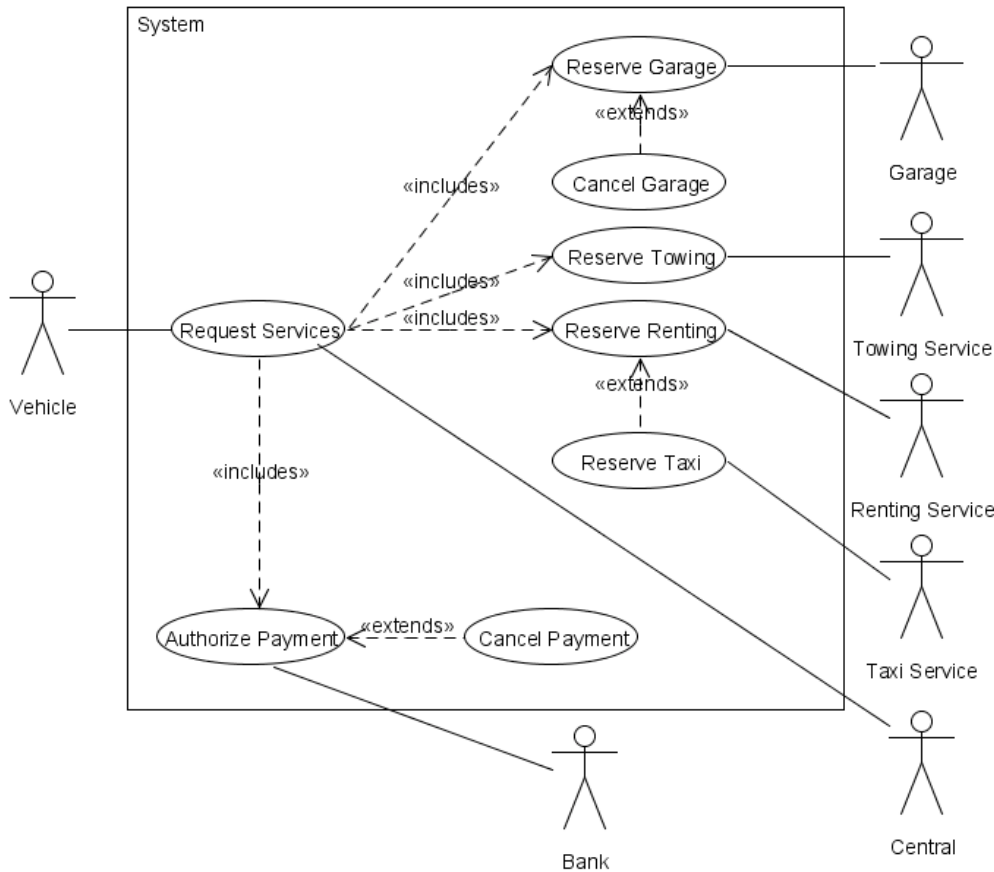 System
Reserve Garage
«extends»
Cancel Garage
Garage
«includes»
Reserve Towing
«includes»
Towing Service
Request Services
«includes»
Reserve Renting
«extends»
Vehicle
Reserve Taxi
«includes»
Renting Service
Authorize Payment
«extends»
Cancel Payment
Taxi Service
Central
Bank